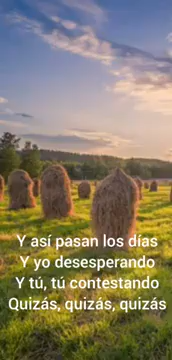 Y así pasan los días
Y yo desesperando
Y tú, tú contestando
Quizás, quizás, quizás